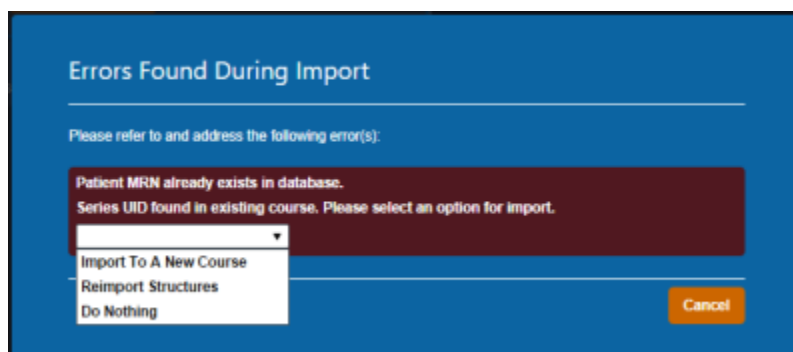 Errors Found During Import
Please refer to and address the following error(s):
Patient MRN already exists in database.
Series UID found in existing course. Please select an option for import.
Import To A New Course
Reimport Structures
Do Nothing
Cancel